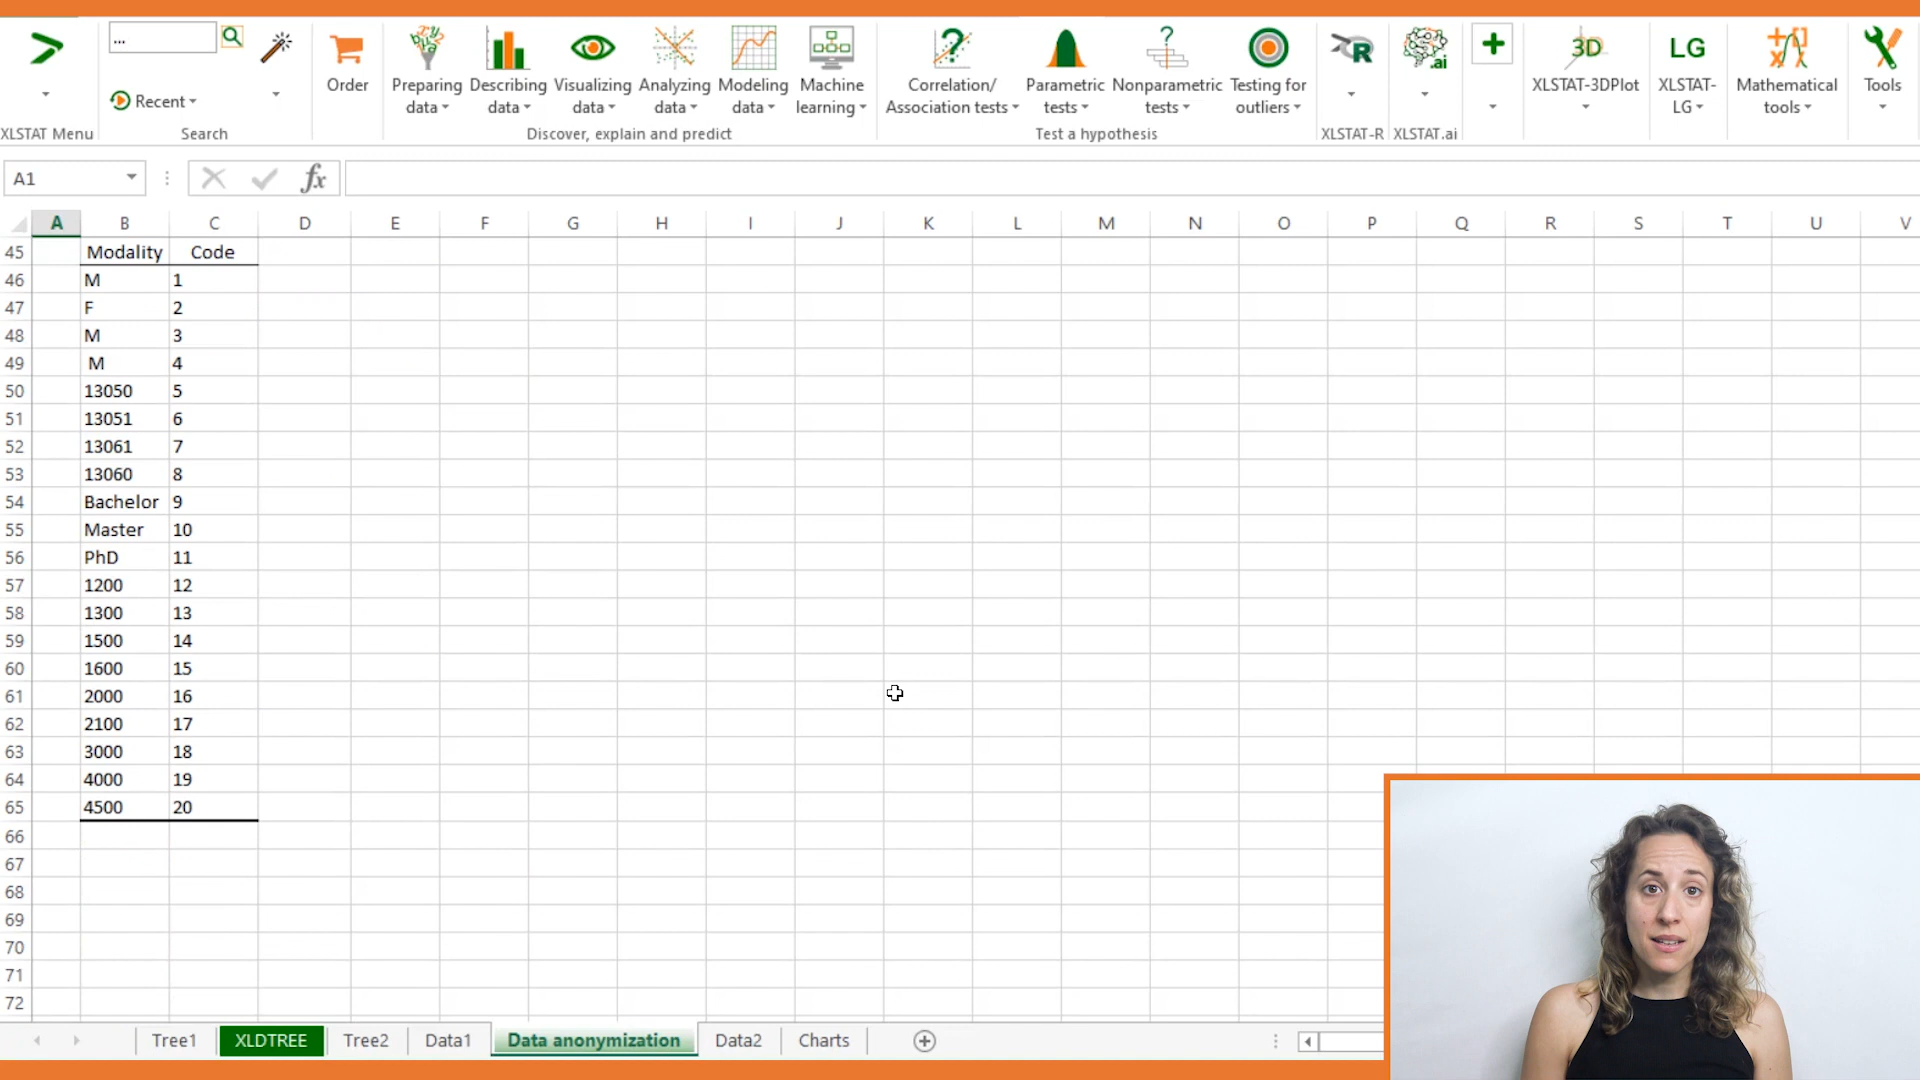 ...
Recent
Order
Preparing data
Describing data
Visualizing data
Analyzing data
Modeling data
Machine learning
Correlation/ Association tests
Parametric tests
Nonparametric tests
Testing for outliers
R
.ai
3D
XLSTAT-3DPlot
LG
XLSTAT-LG
Mathematical tools
Tools
XLSTAT Menu
Search
Discover, explain and predict
Test a hypothesis
XLSTAT-R
XLSTAT.ai
A1
fx
A B C D E F G H I J K L M N O P Q R S T U V
45 Modality Code
46 M 1
47 F 2
48 M 3
49 M 4
50 13050 5
51 13051 6
52 13061 7
53 13060 8
54 Bachelor 9
55 Master 10
56 PhD 11
57 1200 12
58 1300 13
59 1500 14
60 1600 15
61 2000 16
62 2100 17
63 3000 18
64 4000 19
65 4500 20
66
67
68
69
70
71
72
Tree1 XLDTREE Tree2 Data1 Data anonymization Data2 Charts